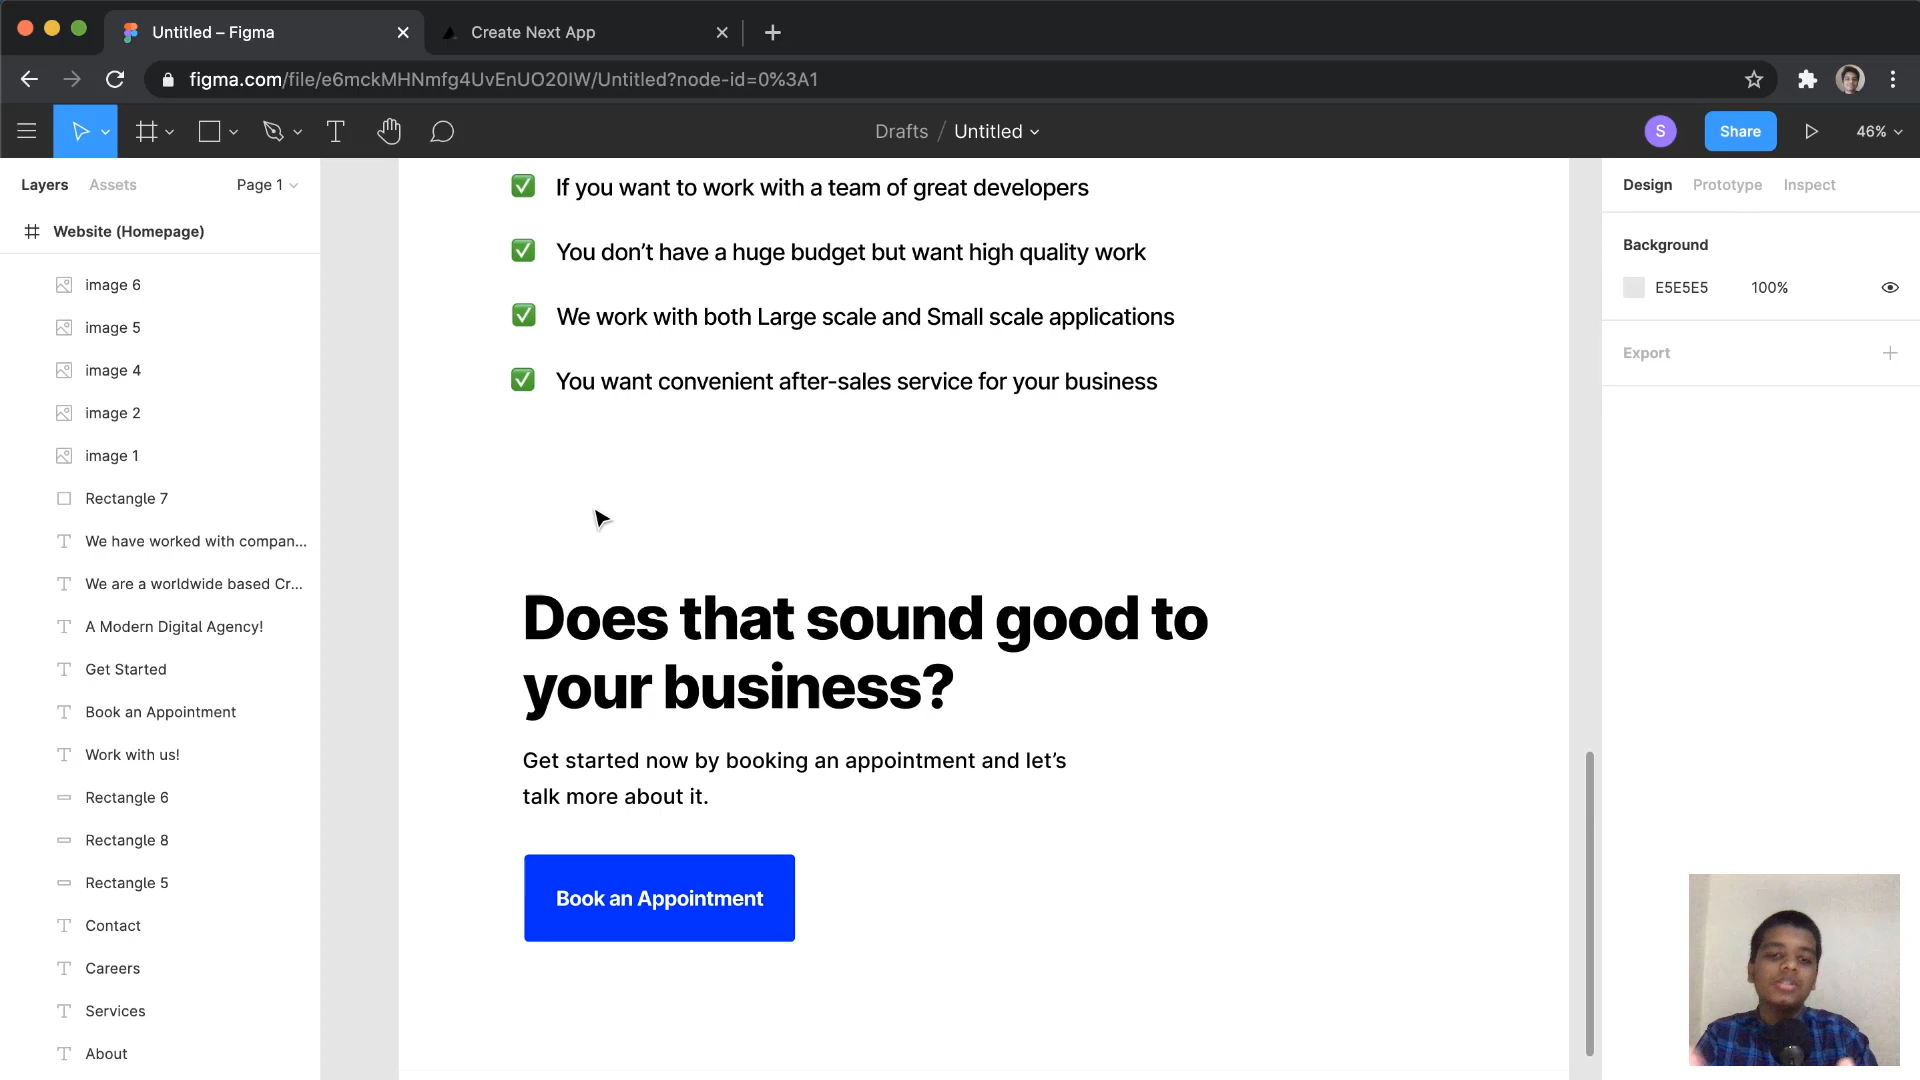 Untitled – Figma
Create Next App
figma.com/file/e6mckMHNmfg4UvEnUO20IW/Untitled?node-id=0%3A1
Drafts / Untitled
S
Share
46%
Layers
Assets
Page 1
Website (Homepage)
image 6
image 5
image 4
image 2
image 1
Rectangle 7
We have worked with compan...
We are a worldwide based Cr...
A Modern Digital Agency!
Get Started
Book an Appointment
Work with us!
Rectangle 6
Rectangle 8
Rectangle 5
Contact
Careers
Services
About
If you want to work with a team of great developers
You don’t have a huge budget but want high quality work
We work with both Large scale and Small scale applications
You want convenient after-sales service for your business
Does that sound good to
your business?
Get started now by booking an appointment and let’s
talk more about it.
Book an Appointment
Design
Prototype
Inspect
Background
E5E5E5
100%
Export